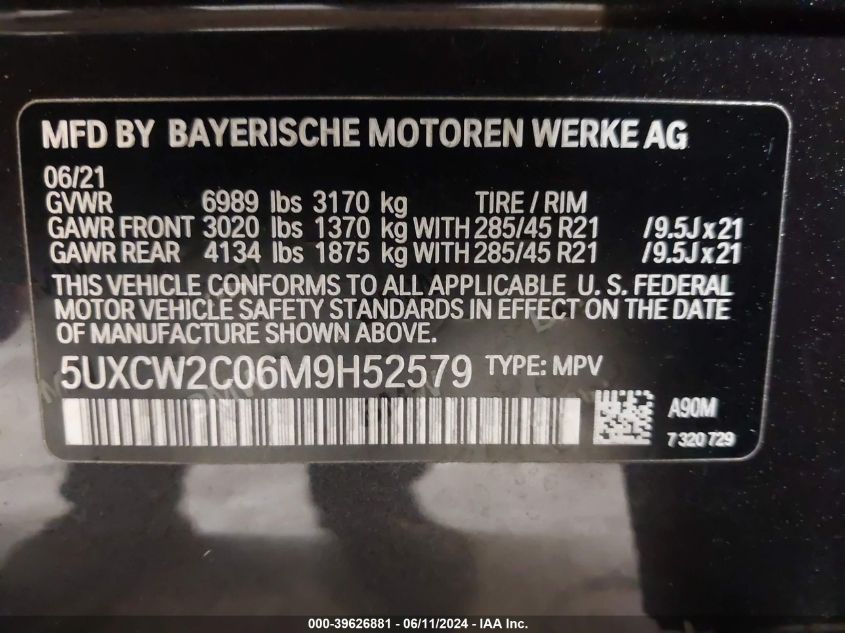 MFD BY BAYERISCHE MOTOREN WERKE AG
06/21
GVWR 6989 lbs 3170 kg TIRE / RIM
GAWR FRONT 3020 lbs 1370 kg WITH 285/45 R21 /9.5J x 21
GAWR REAR 4134 lbs 1875 kg WITH 285/45 R21 /9.5J x 21
THIS VEHICLE CONFORMS TO ALL APPLICABLE U. S. FEDERAL
MOTOR VEHICLE SAFETY STANDARDS IN EFFECT ON THE DATE
OF MANUFACTURE SHOWN ABOVE.
5UXCW2C06M9H52579 TYPE: MPV
A90M
7 320 729
000-39626881 - 06/11/2024 - IAA Inc.